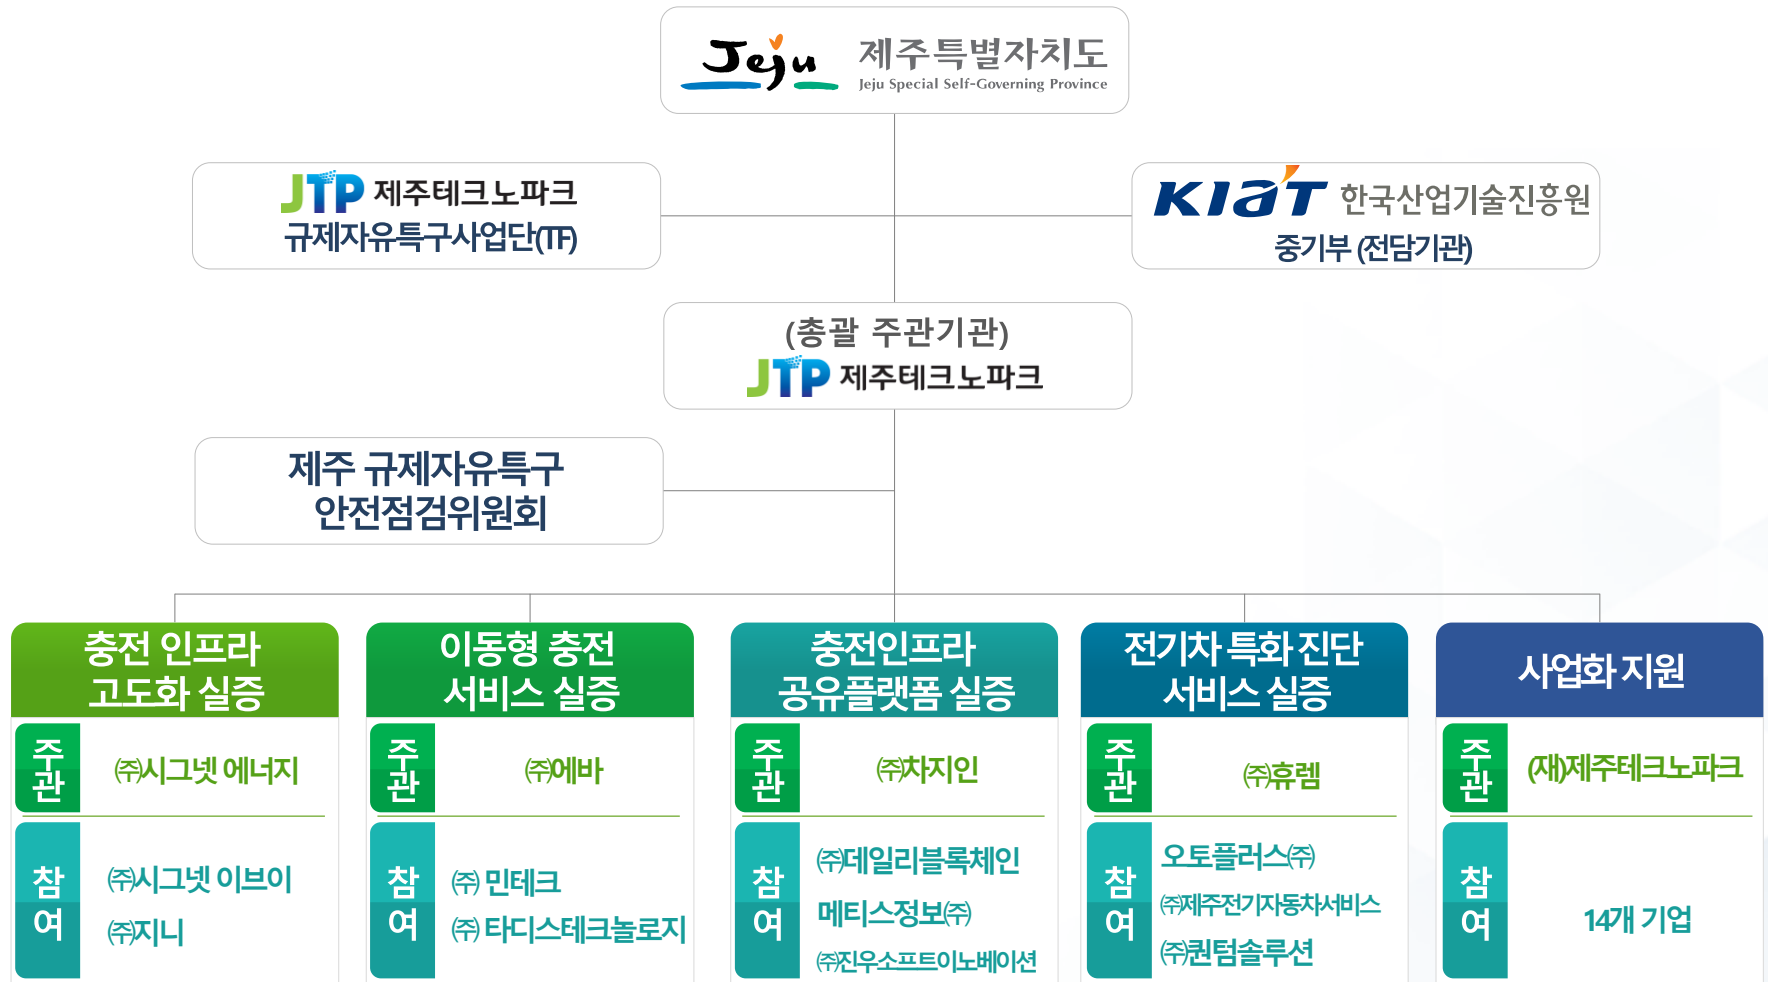 Jeju 제주특별자치도
Jeju Special Self-Governing Province
JTP 제주테크노파크
규제자유특구사업단(TF)
KIAT 한국산업기술진흥원
중기부 (전담기관)
(총괄 주관기관)
JTP 제주테크노파크
제주 규제자유특구
안전점검위원회
충전 인프라
고도화 실증
주관
㈜시그넷 에너지
참여
㈜시그넷 이브이
㈜지니
이동형 충전
서비스 실증
주관
㈜에바
참여
㈜ 민테크
㈜ 타디스테크놀로지
충전인프라
공유플랫폼 실증
주관
㈜차지인
참여
㈜데일리블록체인
메티스정보㈜
㈜진우소프트이노베이션
전기차 특화 진단
서비스 실증
주관
㈜휴렘
참여
오토플러스㈜
㈜제주전기자동차서비스
㈜퀀텀솔루션
사업화 지원
주관
(재)제주테크노파크
참여
14개 기업